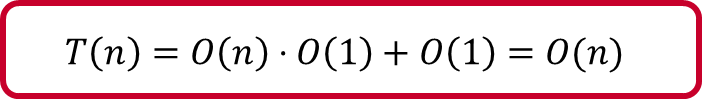 T(n) = O(n) · O(1) + O(1) = O(n)